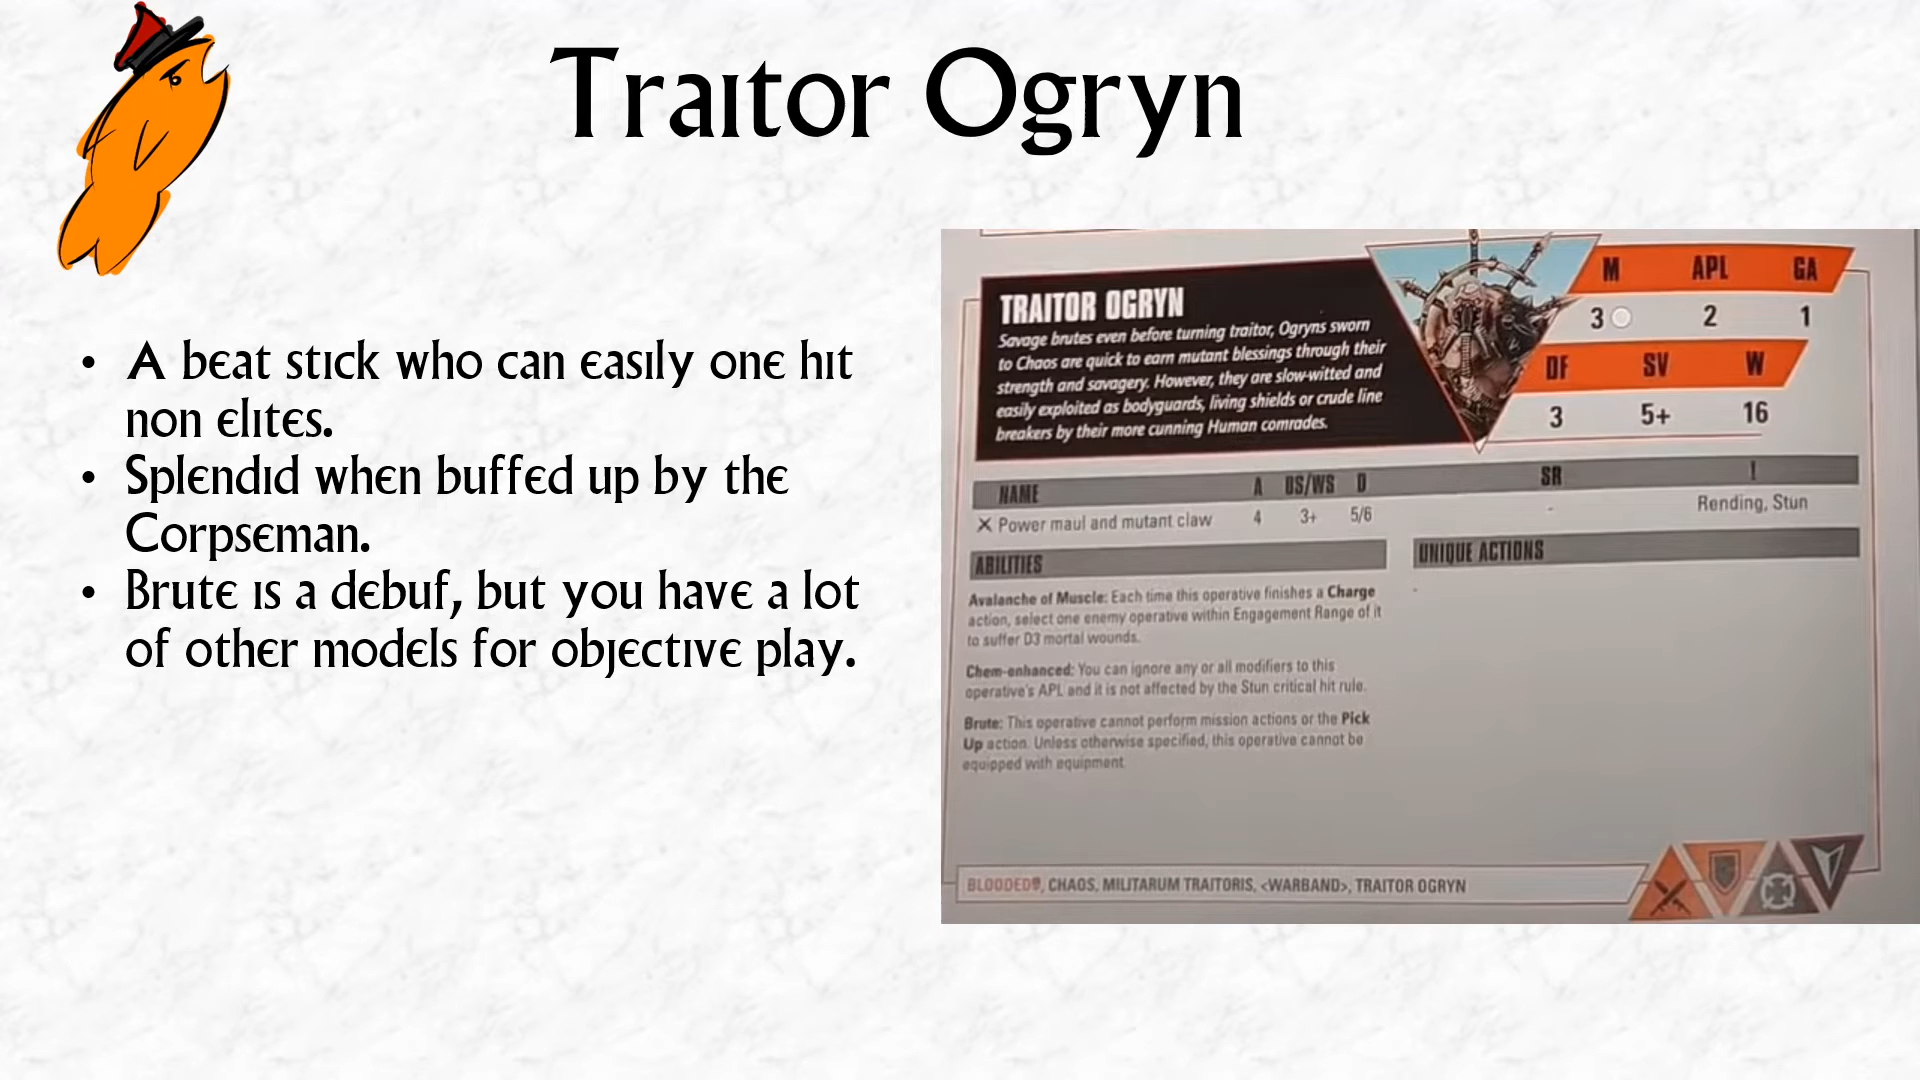 Traitor Ogryn
• A beat stick who can easily one hit
non elites.
• Splendid when buffed up by the
Corpseman.
• Brute is a debuf, but you have a lot
of other models for objective play.
TRAITOR OGRYN
Savage brutes even before turning traitor, Ogryns sworn
to Chaos are quick to earn mutant blessings through their
strength and savagery. However, they are slow-witted and
easily exploited as bodyguards, living shields or crude line
breakers by their more cunning Human comrades.
M APL GA
3 2 1
DF SV W
3 5+ 16
NAME A BS/WS D SR !
Power maul and mutant claw 4 3+ 5/6 - Rending, Stun
ABILITIES
Avalanche of Muscle: Each time this operative finishes a Charge
action, select one enemy operative within Engagement Range of it
to suffer D3 mortal wounds.
Chem-enhanced: You can ignore any or all modifiers to this
operative's APL and it is not affected by the Stun critical hit rule.
Brute: This operative cannot perform mission actions or the Pick
Up action. Unless otherwise specified, this operative cannot be
equipped with equipment.
UNIQUE ACTIONS
-
BLOODED, CHAOS, MILITARUM TRAITORIS, <WARBAND>, TRAITOR OGRYN